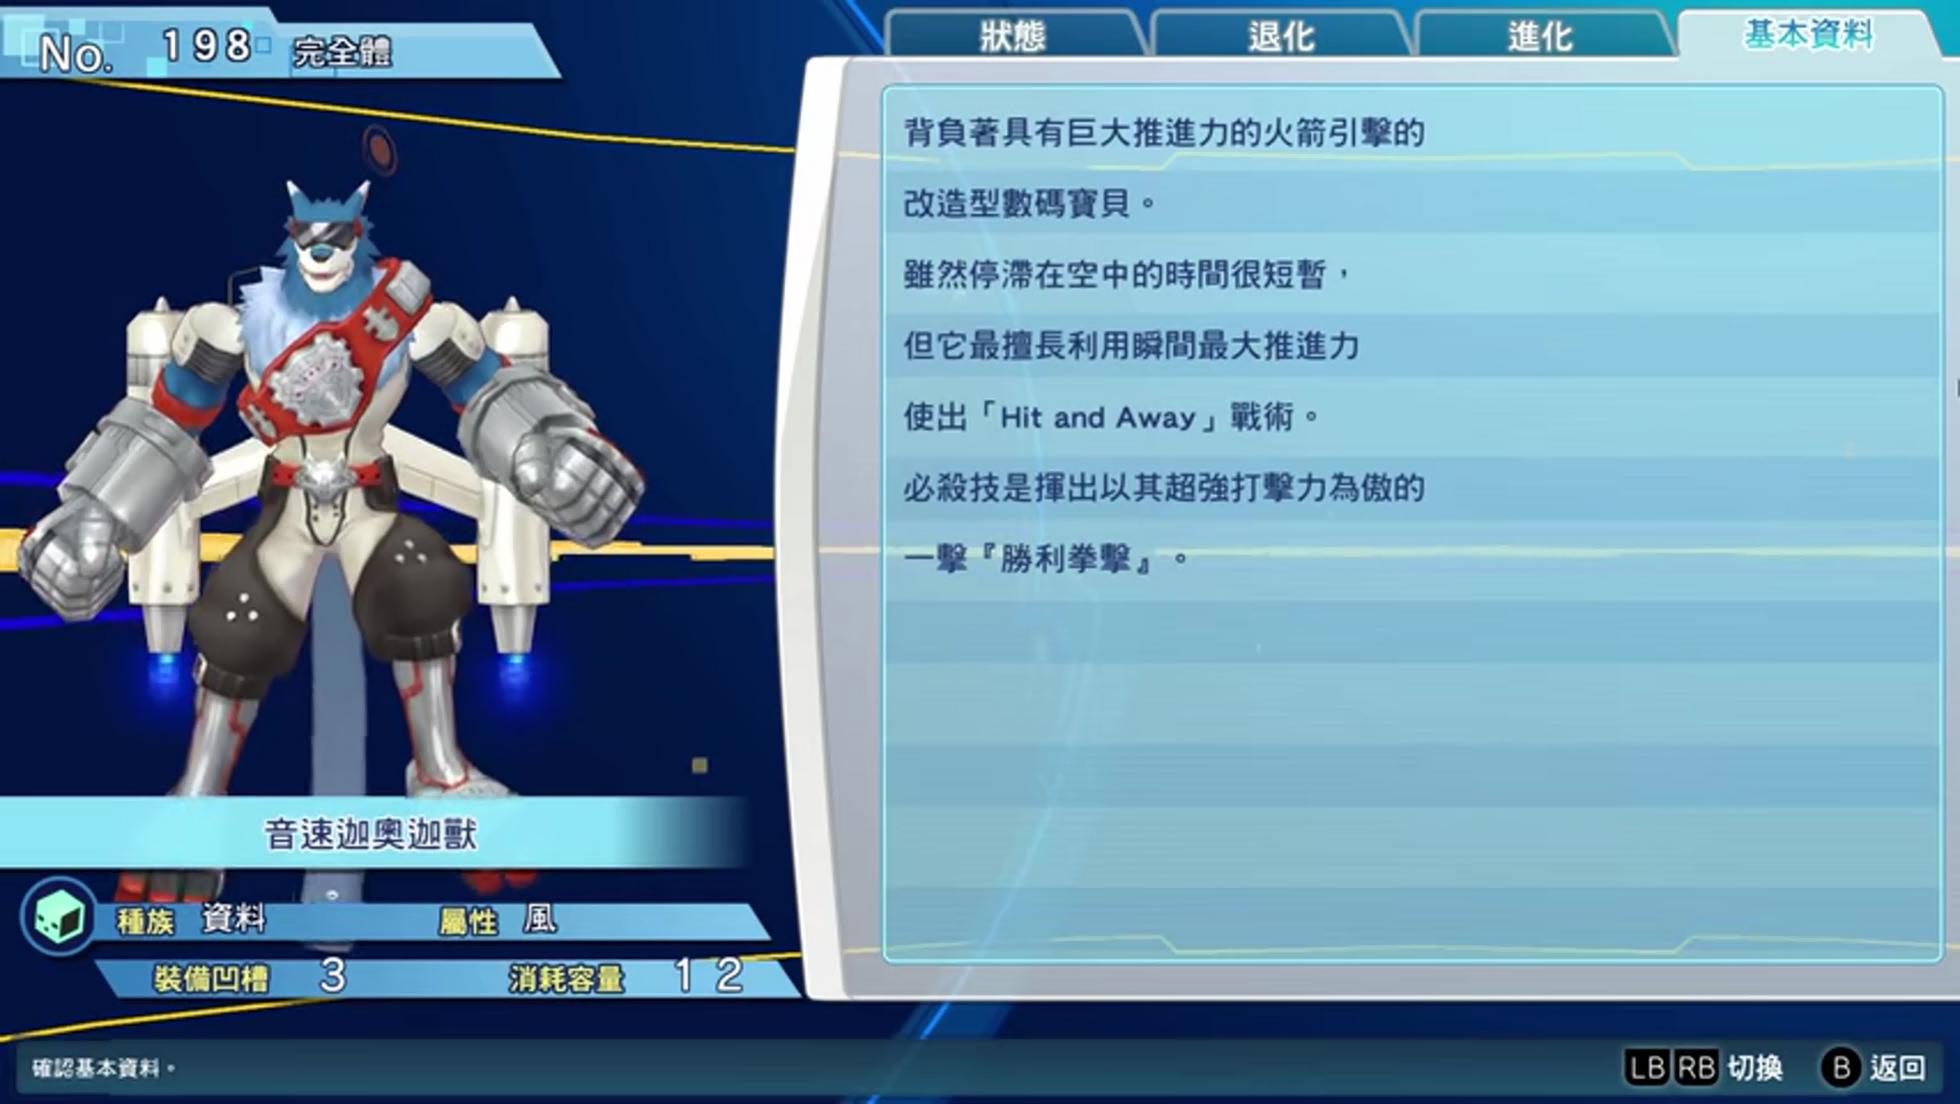 No. 198 完全體
狀態 退化 進化 基本資料
背負著具有巨大推進力的火箭引擊的
改造型數碼寶貝。
雖然停滯在空中的時間很短暫，
但它最擅長利用瞬間最大推進力
使出「Hit and Away」戰術。
必殺技是揮出以其超強打擊力為傲的
一擊『勝利拳擊』。
音速迦奧迦獸
種族 資料 屬性 風
裝備凹槽 3 消耗容量 12
確認基本資料。
LB RB 切換 B 返回